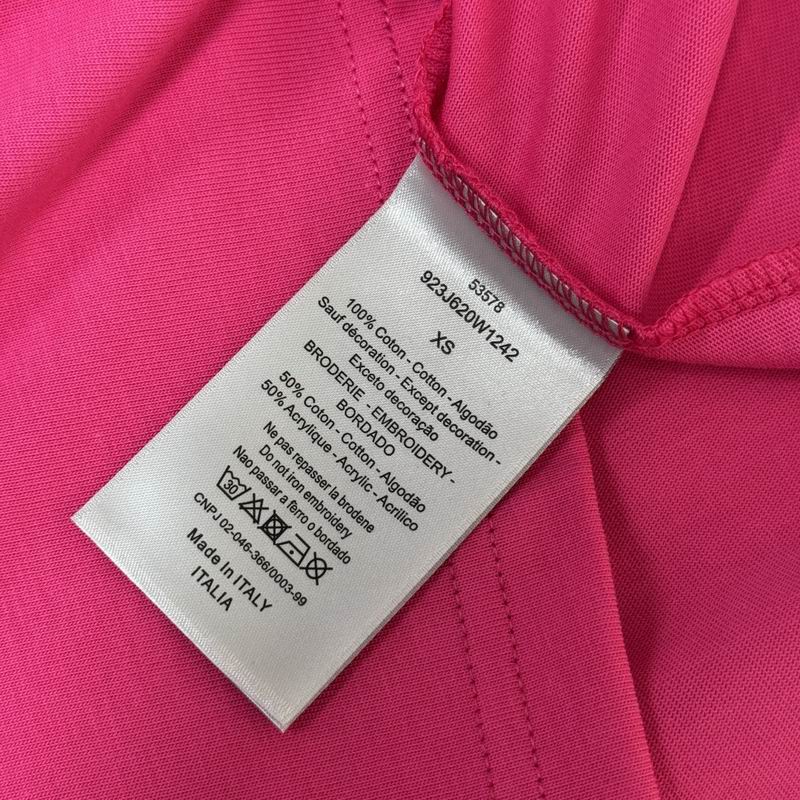 53578
923J620W1242
XS
100% Coton - Cotton - Algodão
Sauf décoration - Except decoration -
Exceto decoração
BRODERIE - EMBROIDERY -
BORDADO
50% Coton - Cotton - Algodão
50% Acrylique - Acrylic - Acrilico
Ne pas repasser la broderie
Do not iron embroidery
Nao passar a ferro o bordado
30
CNPJ 02-046-366/0003-99
Made In ITALY
ITALIA